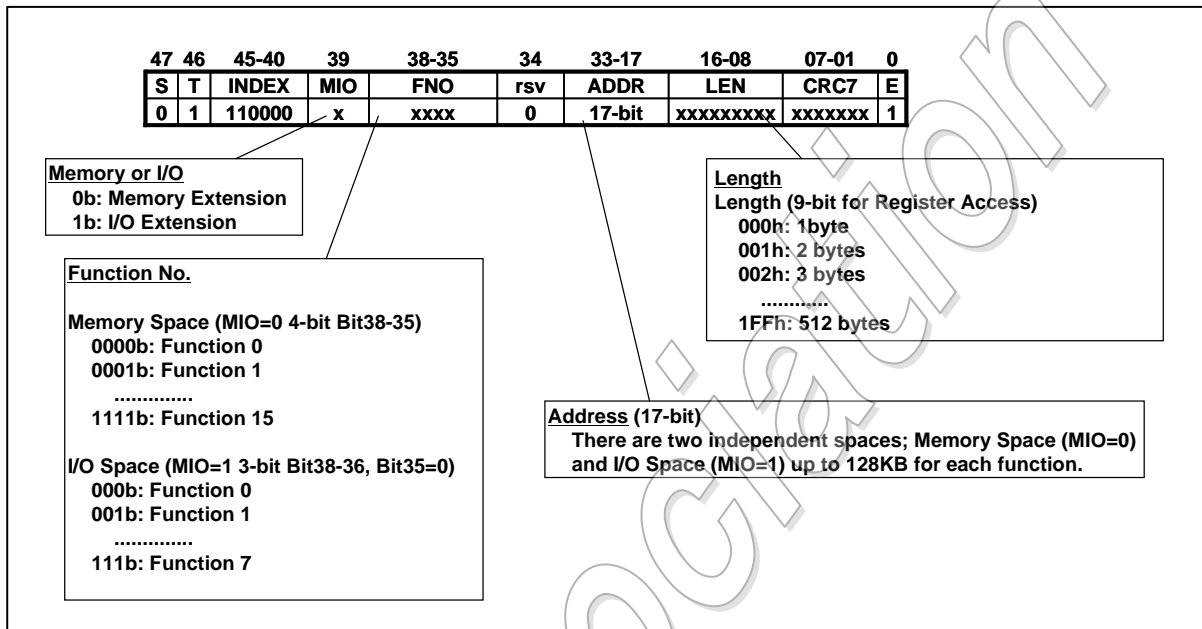 47 46 45-40 39 38-35 34 33-17 16-08 07-01 0
S T INDEX MIO FNO rsv ADDR LEN CRC7 E
0 1 110000 x xxxx 0 17-bit xxxxxxxxx xxxxxxx 1
Memory or I/O
0b: Memory Extension
1b: I/O Extension
Function No.
Memory Space (MIO=0 4-bit Bit38-35)
0000b: Function 0
0001b: Function 1
..............
1111b: Function 15
I/O Space (MIO=1 3-bit Bit38-36, Bit35=0)
000b: Function 0
001b: Function 1
..............
111b: Function 7
Length
Length (9-bit for Register Access)
000h: 1byte
001h: 2 bytes
002h: 3 bytes
............
1FFh: 512 bytes
Address (17-bit)
There are two independent spaces; Memory Space (MIO=0)
and I/O Space (MIO=1) up to 128KB for each function.
ociation